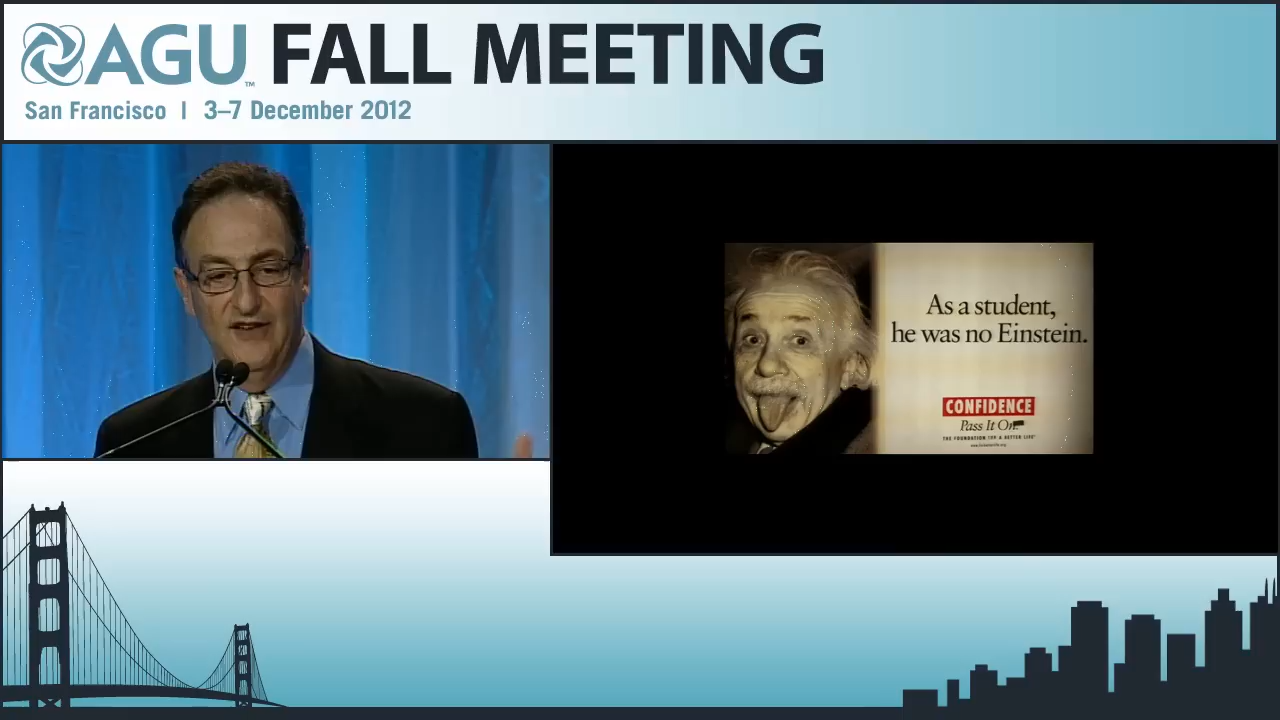 AGU™ FALL MEETING
San Francisco | 3–7 December 2012
As a student,
he was no Einstein.
CONFIDENCE
Pass It On.
THE FOUNDATION FOR A BETTER LIFE